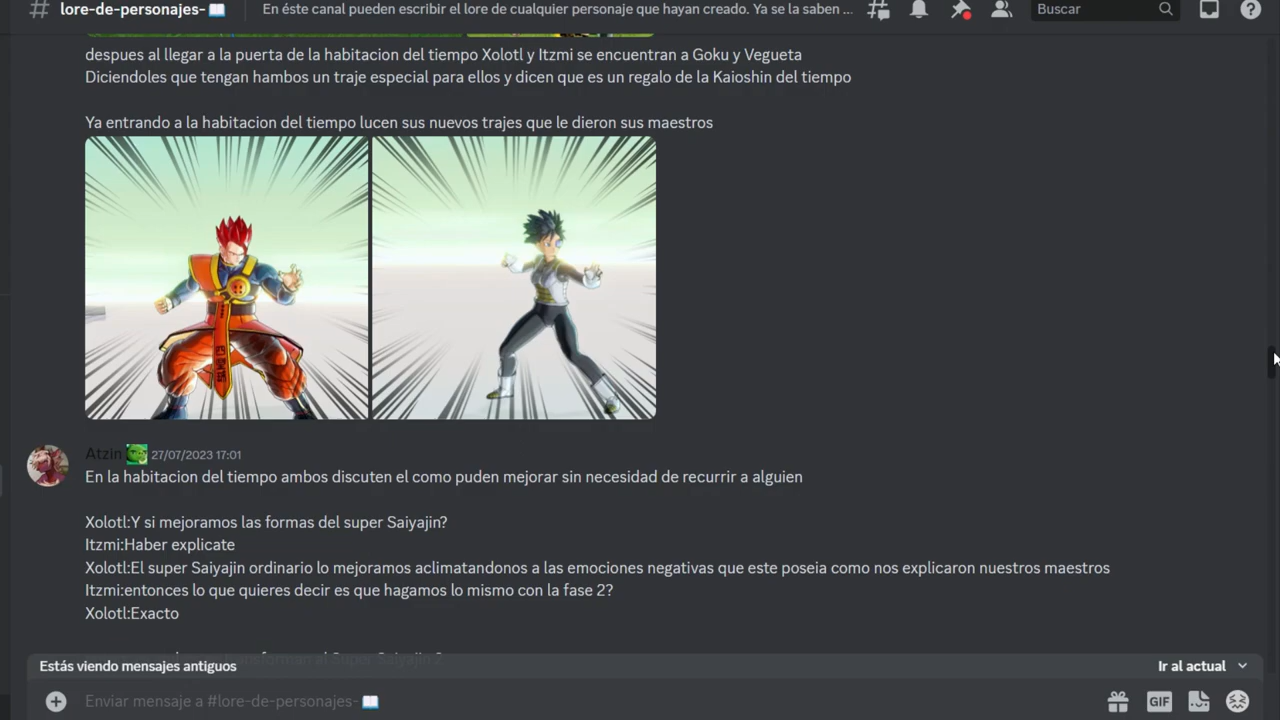 # lore-de-personajes-
En éste canal pueden escribir el lore de cualquier personaje que hayan creado. Ya se la saben ...
Buscar
despues al llegar a la puerta de la habitacion del tiempo Xolotl y Itzmi se encuentran a Goku y Vegueta
Diciendoles que tengan hambos un traje especial para ellos y dicen que es un regalo de la Kaioshin del tiempo
Ya entrando a la habitacion del tiempo lucen sus nuevos trajes que le dieron sus maestros
Atzin 27/07/2023 17:01
En la habitacion del tiempo ambos discuten el como puden mejorar sin necesidad de recurrir a alguien
Xolotl:Y si mejoramos las formas del super Saiyajin?
Itzmi:Haber explicate
Xolotl:El super Saiyajin ordinario lo mejoramos aclimatandonos a las emociones negativas que este poseia como nos explicaron nuestros maestros
Itzmi:entonces lo que quieres decir es que hagamos lo mismo con la fase 2?
Xolotl:Exacto
Estás viendo mensajes antiguos
Ir al actual
Enviar mensaje a #lore-de-personajes-
GIF